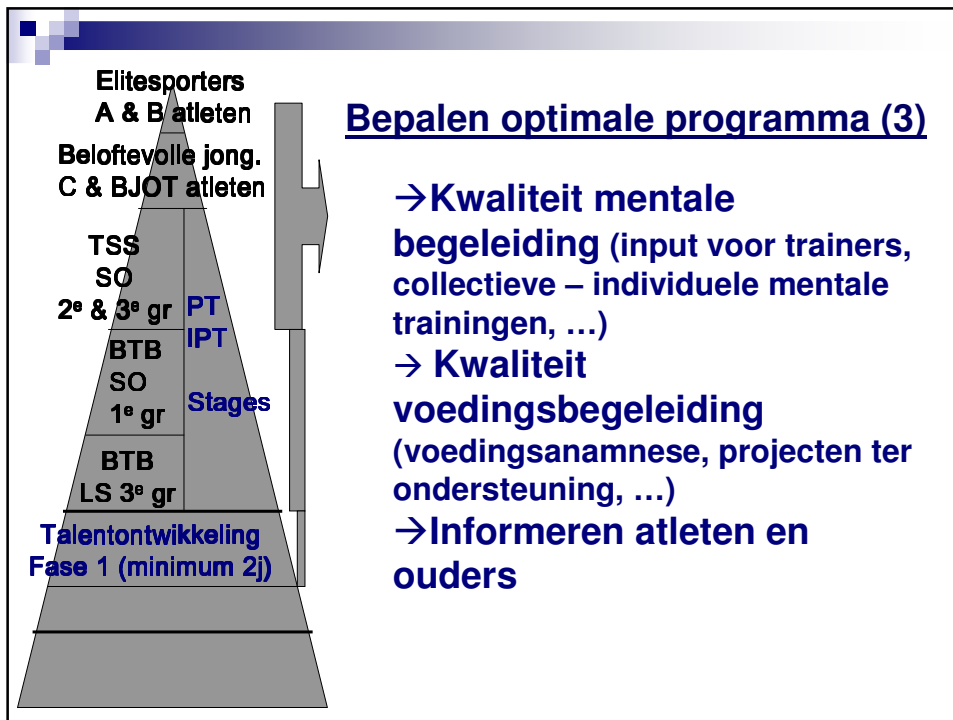 Elitesporters
A & B atleten
Beloftevolle jong.
C & BJOT atleten
TSS
SO
2e & 3e gr
PT
IPT
BTB
SO
1e gr
Stages
BTB
LS 3e gr
Talentontwikkeling
Fase 1 (minimum 2j)
Bepalen optimale programma (3)
→Kwaliteit mentale
begeleiding (input voor trainers,
collectieve – individuele mentale
trainingen, …)
→ Kwaliteit
voedingsbegeleiding
(voedingsanamnese, projecten ter
ondersteuning, …)
→Informeren atleten en
ouders